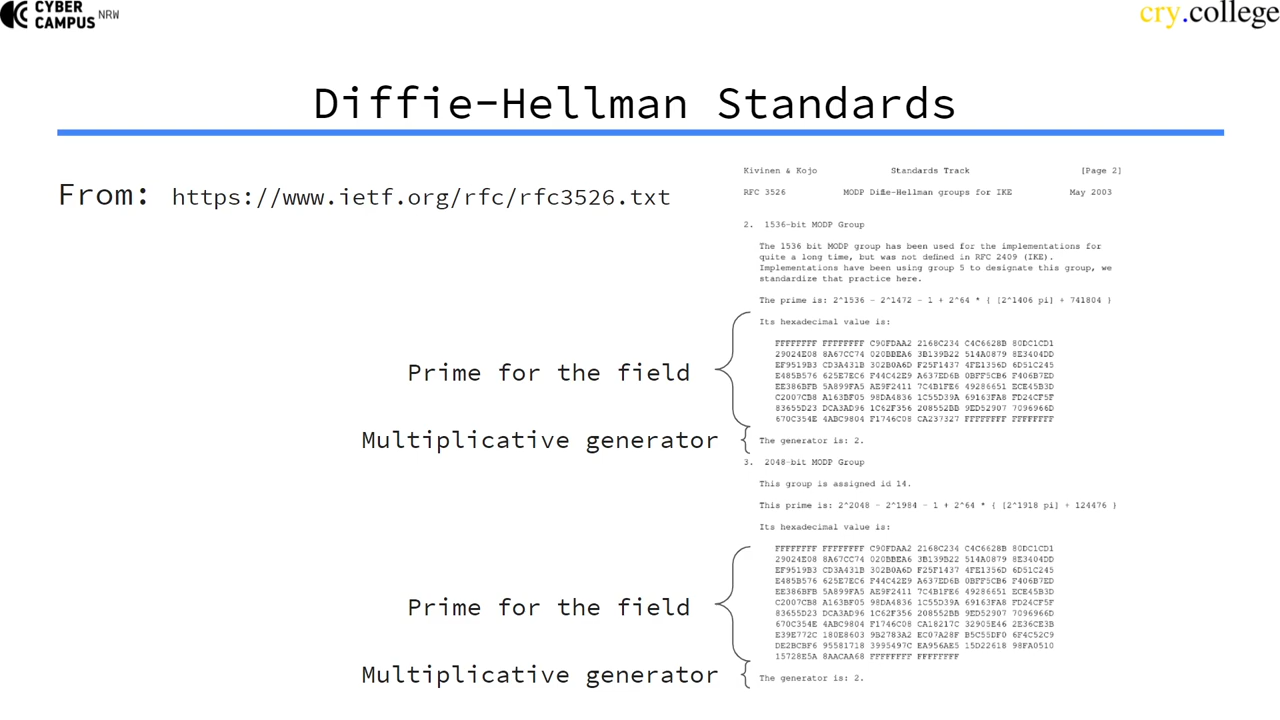 CYBER
CAMPUS NRW
cry.college
Diffie-Hellman Standards
From: https://www.ietf.org/rfc/rfc3526.txt
Kivinen & Kojo Standards Track [Page 2]
RFC 3526 MODP Diffie-Hellman groups for IKE May 2003
2. 1536-bit MODP Group
The 1536 bit MODP group has been used for the implementations for
quite a long time, but was not defined in RFC 2409 (IKE).
Implementations have been using group 5 to designate this group, we
standardize that practice here.
The prime is: 2^1536 - 2^1472 - 1 + 2^64 * { [2^1406 pi] + 741804 }
Its hexadecimal value is:
FFFFFFFF FFFFFFFF C90FDAA2 2168C234 C4C6628B 80DC1CD1
29024E08 8A67CC74 020BBEA6 3B139B22 514A0879 8E3404DD
EF9519B3 CD3A431B 302B0A6D F25F1437 4FE1356D 6D51C245
E485B576 625E7EC6 F44C42E9 A637ED6B 0BFF5CB6 F406B7ED
EE386BFB 5A899FA5 AE9F2411 7C4B1FE6 49286651 ECE45B3D
C2007CB8 A163BF05 98DA4836 1C55D39A 69163FA8 FD24CF5F
83655D23 DCA3AD96 1C62F356 208552BB 9ED52907 7096966D
670C354E 4ABC9804 F1746C08 CA237327 FFFFFFFF FFFFFFFF
Prime for the field
Multiplicative generator
The generator is: 2.
3. 2048-bit MODP Group
This group is assigned id 14.
This prime is: 2^2048 - 2^1984 - 1 + 2^64 * { [2^1918 pi] + 124476 }
Its hexadecimal value is:
FFFFFFFF FFFFFFFF C90FDAA2 2168C234 C4C6628B 80DC1CD1
29024E08 8A67CC74 020BBEA6 3B139B22 514A0879 8E3404DD
EF9519B3 CD3A431B 302B0A6D F25F1437 4FE1356D 6D51C245
E485B576 625E7EC6 F44C42E9 A637ED6B 0BFF5CB6 F406B7ED
EE386BFB 5A899FA5 AE9F2411 7C4B1FE6 49286651 ECE45B3D
C2007CB8 A163BF05 98DA4836 1C55D39A 69163FA8 FD24CF5F
83655D23 DCA3AD96 1C62F356 208552BB 9ED52907 7096966D
670C354E 4ABC9804 F1746C08 CA18217C 32905E46 2E36CE3B
E39E772C 180E8603 9B2783A2 EC07A28F B5C55DF0 6F4C52C9
DE2BCBF6 95581718 3995497C EA956AE5 15D22618 98FA0510
15728E5A 8AACAA68 FFFFFFFF FFFFFFFF
Prime for the field
Multiplicative generator
The generator is: 2.